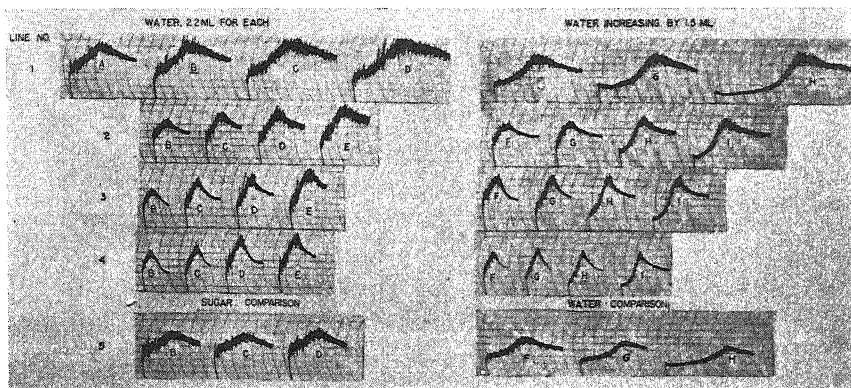 WATER, 2.2 ML FOR EACH WATER INCREASING BY 1.5 ML
LINE NO.
1 A B C D G H
2 B C D E F G H I
3 B C D E F G H I
4 B C D E F G H I
SUGAR COMPARISON WATER COMPARISON
5 B C D F G H